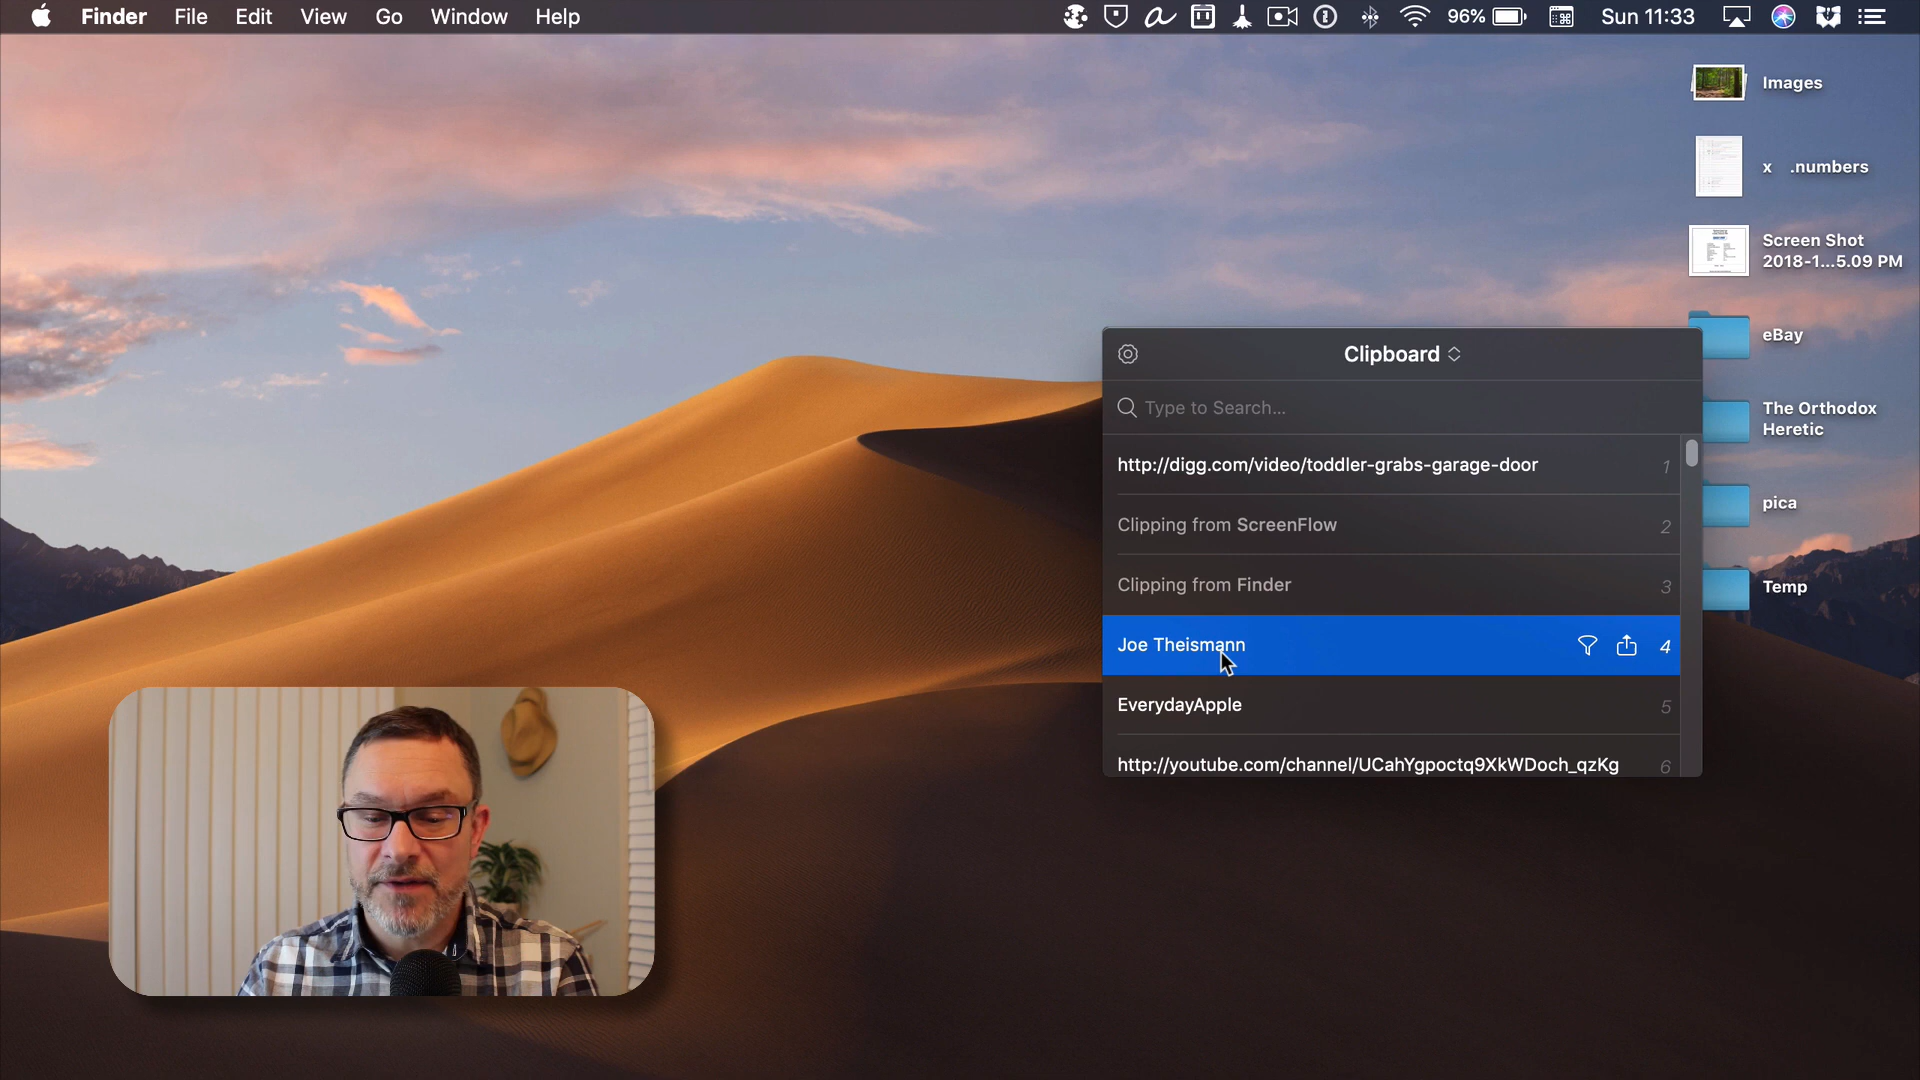 Finder File Edit View Go Window Help 96% Sun 11:33
Images
x .numbers
Screen Shot
2018-1...5.09 PM
eBay
The Orthodox
Heretic
pica
Temp
Clipboard
Type to Search...
http://digg.com/video/toddler-grabs-garage-door 1
Clipping from ScreenFlow 2
Clipping from Finder 3
Joe Theismann 4
EverydayApple 5
http://youtube.com/channel/UCahYgpoctq9XkWDoch_qzKg 6